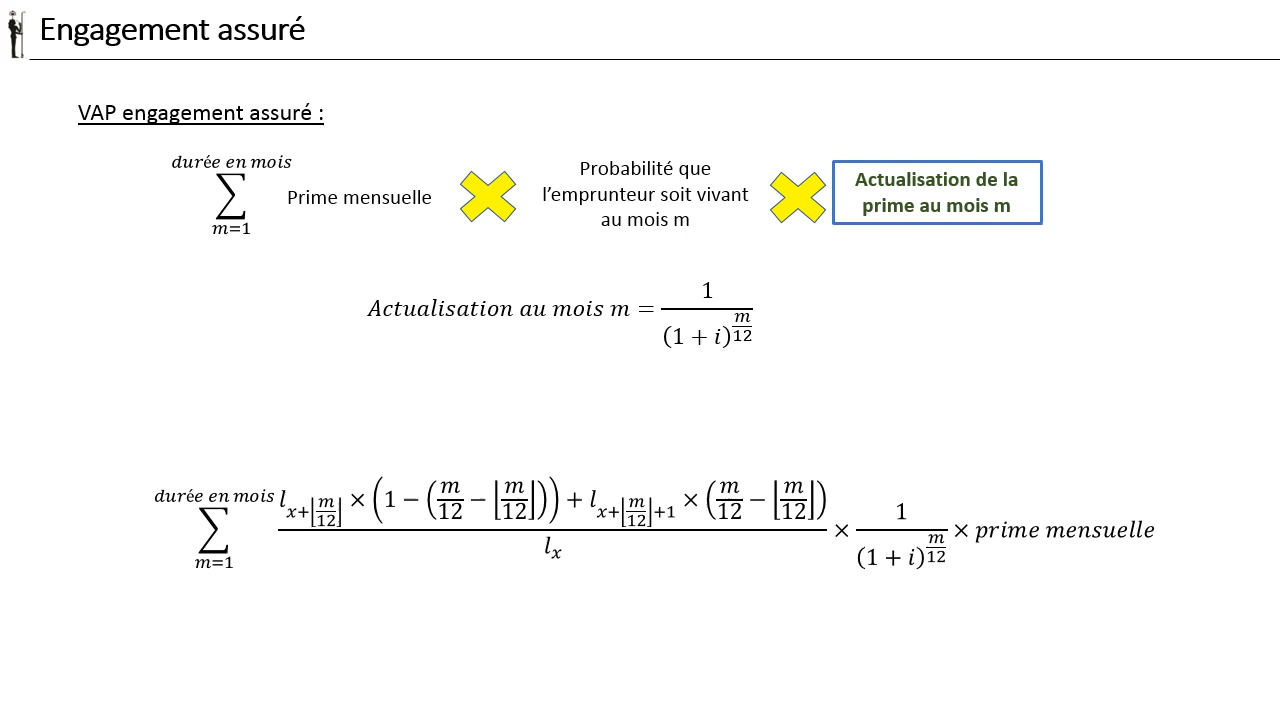 Engagement assuré
VAP engagement assuré :
durée en mois
∑
m=1
Prime mensuelle
Probabilité que
l’emprunteur soit vivant
au mois m
Actualisation de la
prime au mois m
Actualisation au mois m = 1 / (1 + i)^(m/12)
durée en mois
∑
m=1
(l_{x+⌊m/12⌋} × (1 − (m/12 − ⌊m/12⌋)) + l_{x+⌊m/12⌋+1} × (m/12 − ⌊m/12⌋)) / l_x × 1 / (1 + i)^(m/12) × prime mensuelle